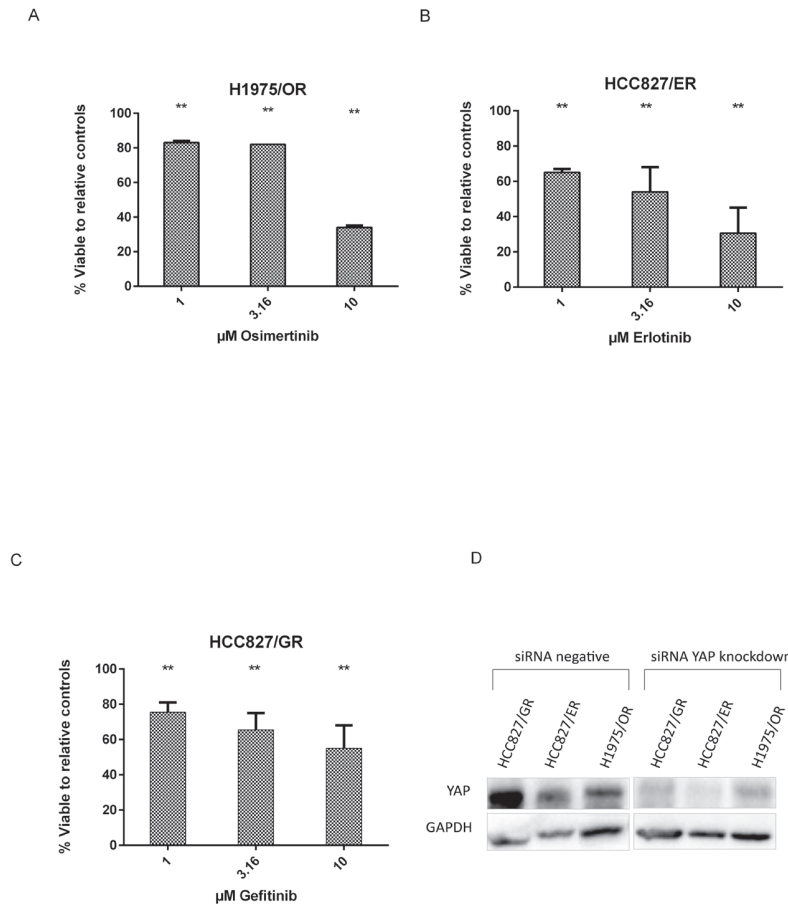 A
H1975/OR
** ** **
% Viable to relative controls
100
80
60
40
20
0
1 3.16 10
µM Osimertinib
B
HCC827/ER
** ** **
% Viable to relative controls
100
80
60
40
20
0
1 3.16 10
µM Erlotinib
C
HCC827/GR
** ** **
% Viable to relative controls
100
80
60
40
20
0
1 3.16 10
µM Gefitinib
D
siRNA negative siRNA YAP knockdown
HCC827/GR HCC827/ER H1975/OR HCC827/GR HCC827/ER H1975/OR
YAP
GAPDH